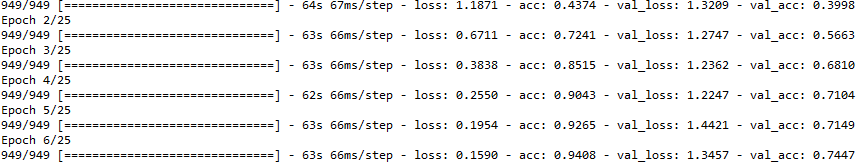 949/949 [==============================] - 64s 67ms/step - loss: 1.1871 - acc: 0.4374 - val_loss: 1.3209 - val_acc: 0.3998
Epoch 2/25
949/949 [==============================] - 63s 66ms/step - loss: 0.6711 - acc: 0.7241 - val_loss: 1.2747 - val_acc: 0.5663
Epoch 3/25
949/949 [==============================] - 63s 66ms/step - loss: 0.3838 - acc: 0.8515 - val_loss: 1.2362 - val_acc: 0.6810
Epoch 4/25
949/949 [==============================] - 62s 66ms/step - loss: 0.2550 - acc: 0.9043 - val_loss: 1.2247 - val_acc: 0.7104
Epoch 5/25
949/949 [==============================] - 63s 66ms/step - loss: 0.1954 - acc: 0.9265 - val_loss: 1.4421 - val_acc: 0.7149
Epoch 6/25
949/949 [==============================] - 63s 66ms/step - loss: 0.1590 - acc: 0.9408 - val_loss: 1.3457 - val_acc: 0.7447